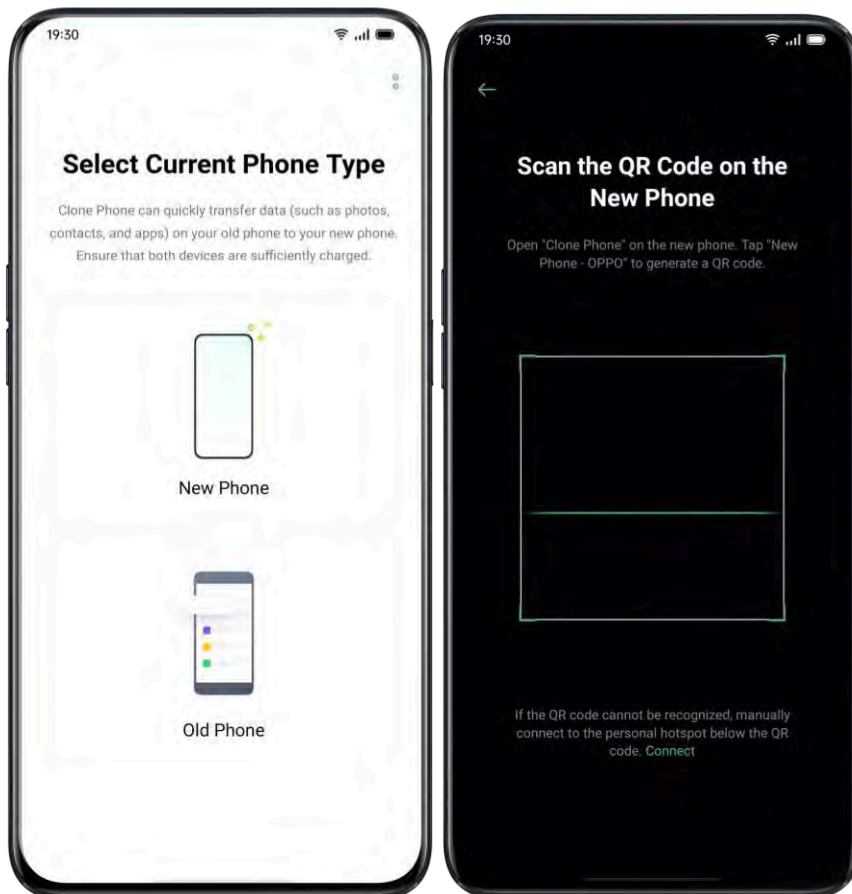 19:30
Select Current Phone Type
Clone Phone can quickly transfer data (such as photos,
contacts, and apps) on your old phone to your new phone.
Ensure that both devices are sufficiently charged.
New Phone
Old Phone
19:30
Scan the QR Code on the
New Phone
Open "Clone Phone" on the new phone. Tap "New
Phone - OPPO" to generate a QR code.
If the QR code cannot be recognized, manually
connect to the personal hotspot below the QR
code. Connect